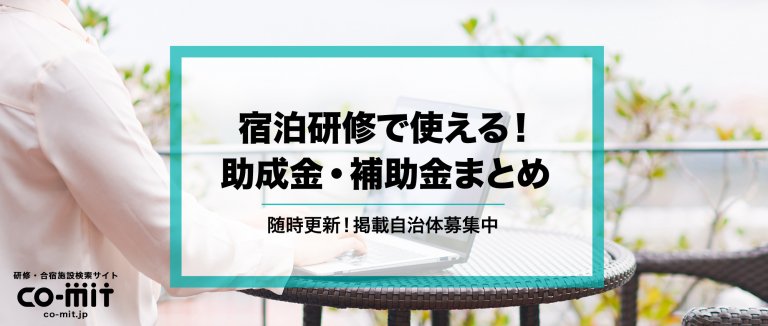 宿泊研修で使える！
助成金・補助金まとめ
随時更新！掲載自治体募集中
研修・合宿施設検索サイト
co-mit
co-mit.jp